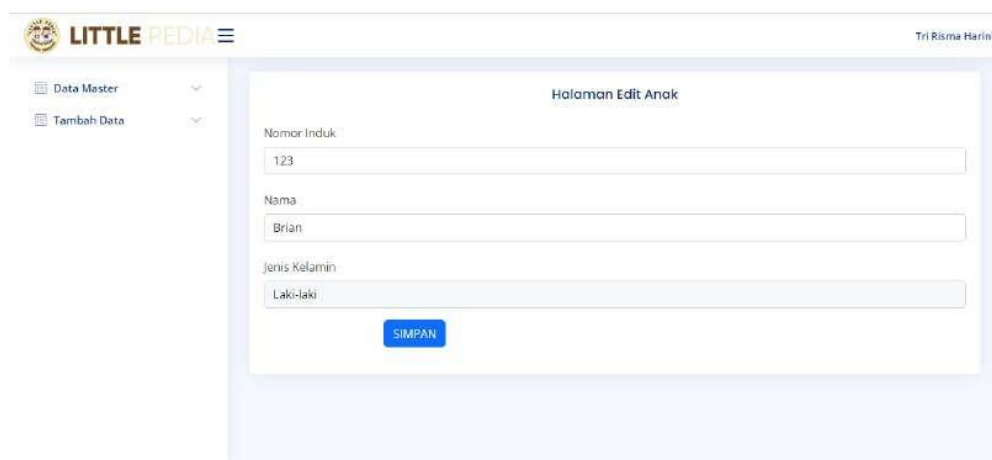 LITTLE PEDIA
Tri Risma Harini
Data Master
Tambah Data
Halaman Edit Anak
Nomor Induk
123
Nama
Brian
Jenis Kelamin
Laki-laki
SIMPAN